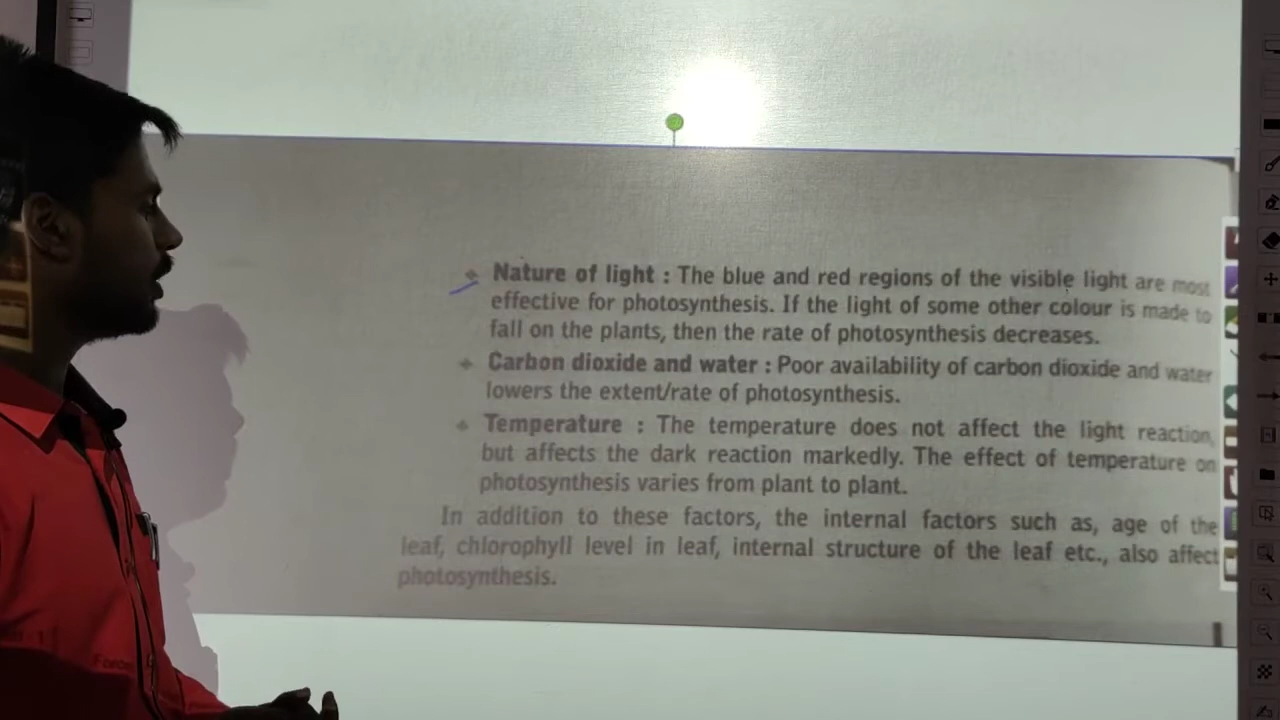 Nature of light : The blue and red regions of the visible light are most
effective for photosynthesis. If the light of some other colour is made to
fall on the plants, then the rate of photosynthesis decreases.
Carbon dioxide and water : Poor availability of carbon dioxide and water
lowers the extent/rate of photosynthesis.
Temperature : The temperature does not affect the light reaction,
but affects the dark reaction markedly. The effect of temperature on
photosynthesis varies from plant to plant.
In addition to these factors, the internal factors such as, age of the
leaf, chlorophyll level in leaf, internal structure of the leaf etc., also affect
photosynthesis.